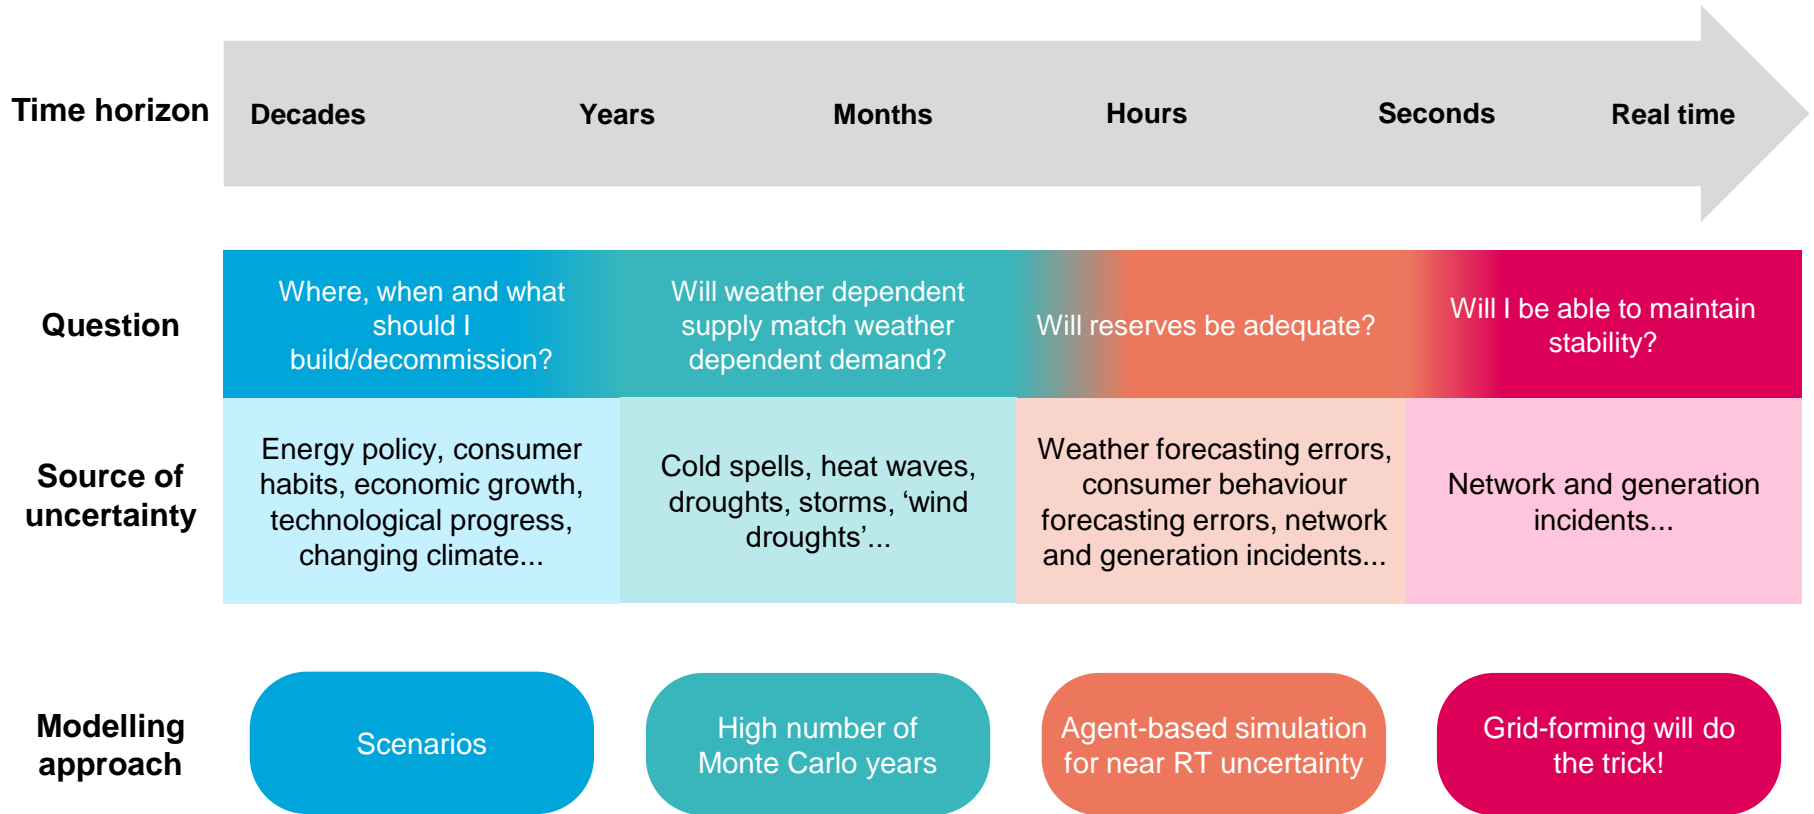 Time horizon
Decades
Years
Months
Hours
Seconds
Real time
Question
Where, when and what
should I
build/decommission?
Will weather dependent
supply match weather
dependent demand?
Will reserves be adequate?
Will I be able to maintain
stability?
Source of
uncertainty
Energy policy, consumer
habits, economic growth,
technological progress,
changing climate...
Cold spells, heat waves,
droughts, storms, ‘wind
droughts’...
Weather forecasting errors,
consumer behaviour
forecasting errors, network
and generation incidents...
Network and generation
incidents...
Modelling
approach
Scenarios
High number of
Monte Carlo years
Agent-based simulation
for near RT uncertainty
Grid-forming will do
the trick!